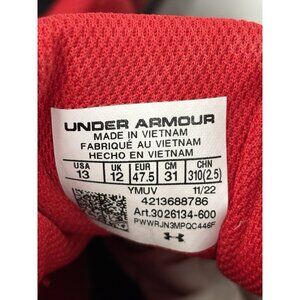 UNDER ARMOUR
MADE IN VIETNAM
FABRIQUÉ AU VIETNAM
HECHO EN VIETNAM
USA UK EUR CM CHN
13 12 47.5 31 310(2.5)
YMUV 11/22
4213688786
Art.3026134-600
PWWRJN3MPQC446F